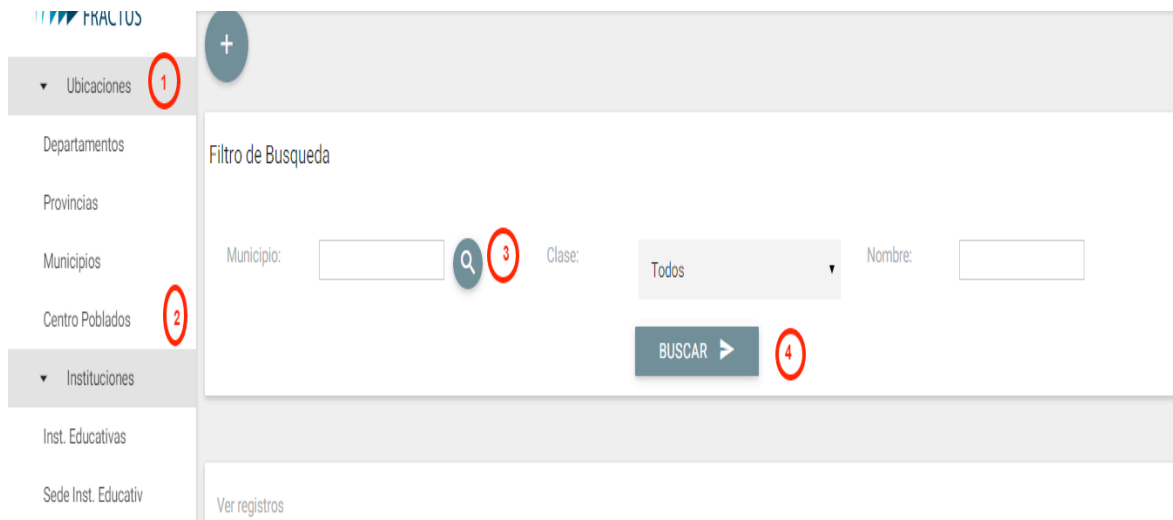 FRACTUS
+
Ubicaciones 1
Departamentos
Provincias
Municipios
Centro Poblados 2
Instituciones
Inst. Educativas
Sede Inst. Educativ
Filtro de Busqueda
Municipio: 3 Clase: Todos Nombre:
BUSCAR 4
Ver registros